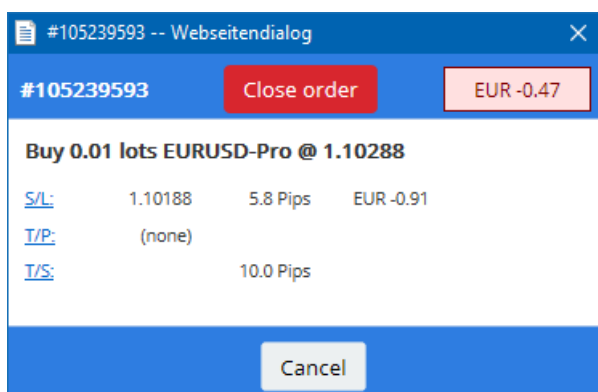 #105239593 -- Webseitendialog
#105239593 Close order EUR -0.47
Buy 0.01 lots EURUSD-Pro @ 1.10288
S/L: 1.10188 5.8 Pips EUR -0.91
T/P: (none)
T/S: 10.0 Pips
Cancel